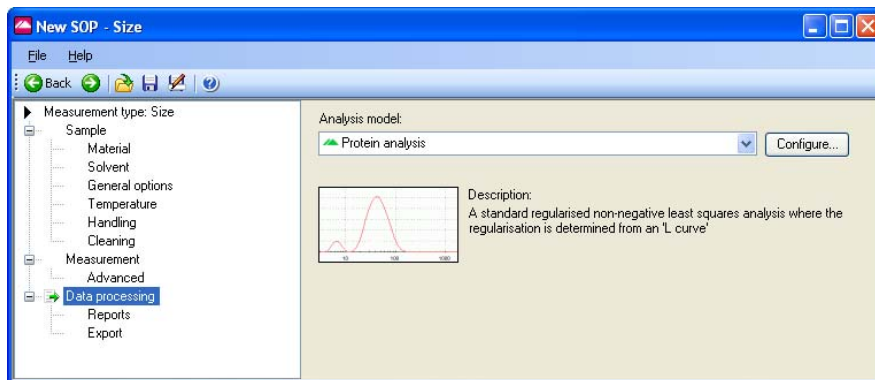 New SOP - Size
File Help
Back
Measurement type: Size
Sample
Material
Solvent
General options
Temperature
Handling
Cleaning
Measurement
Advanced
Data processing
Reports
Export
Analysis model:
Protein analysis
Configure...
Description:
A standard regularised non-negative least squares analysis where the
regularisation is determined from an 'L curve'
10 100 1000